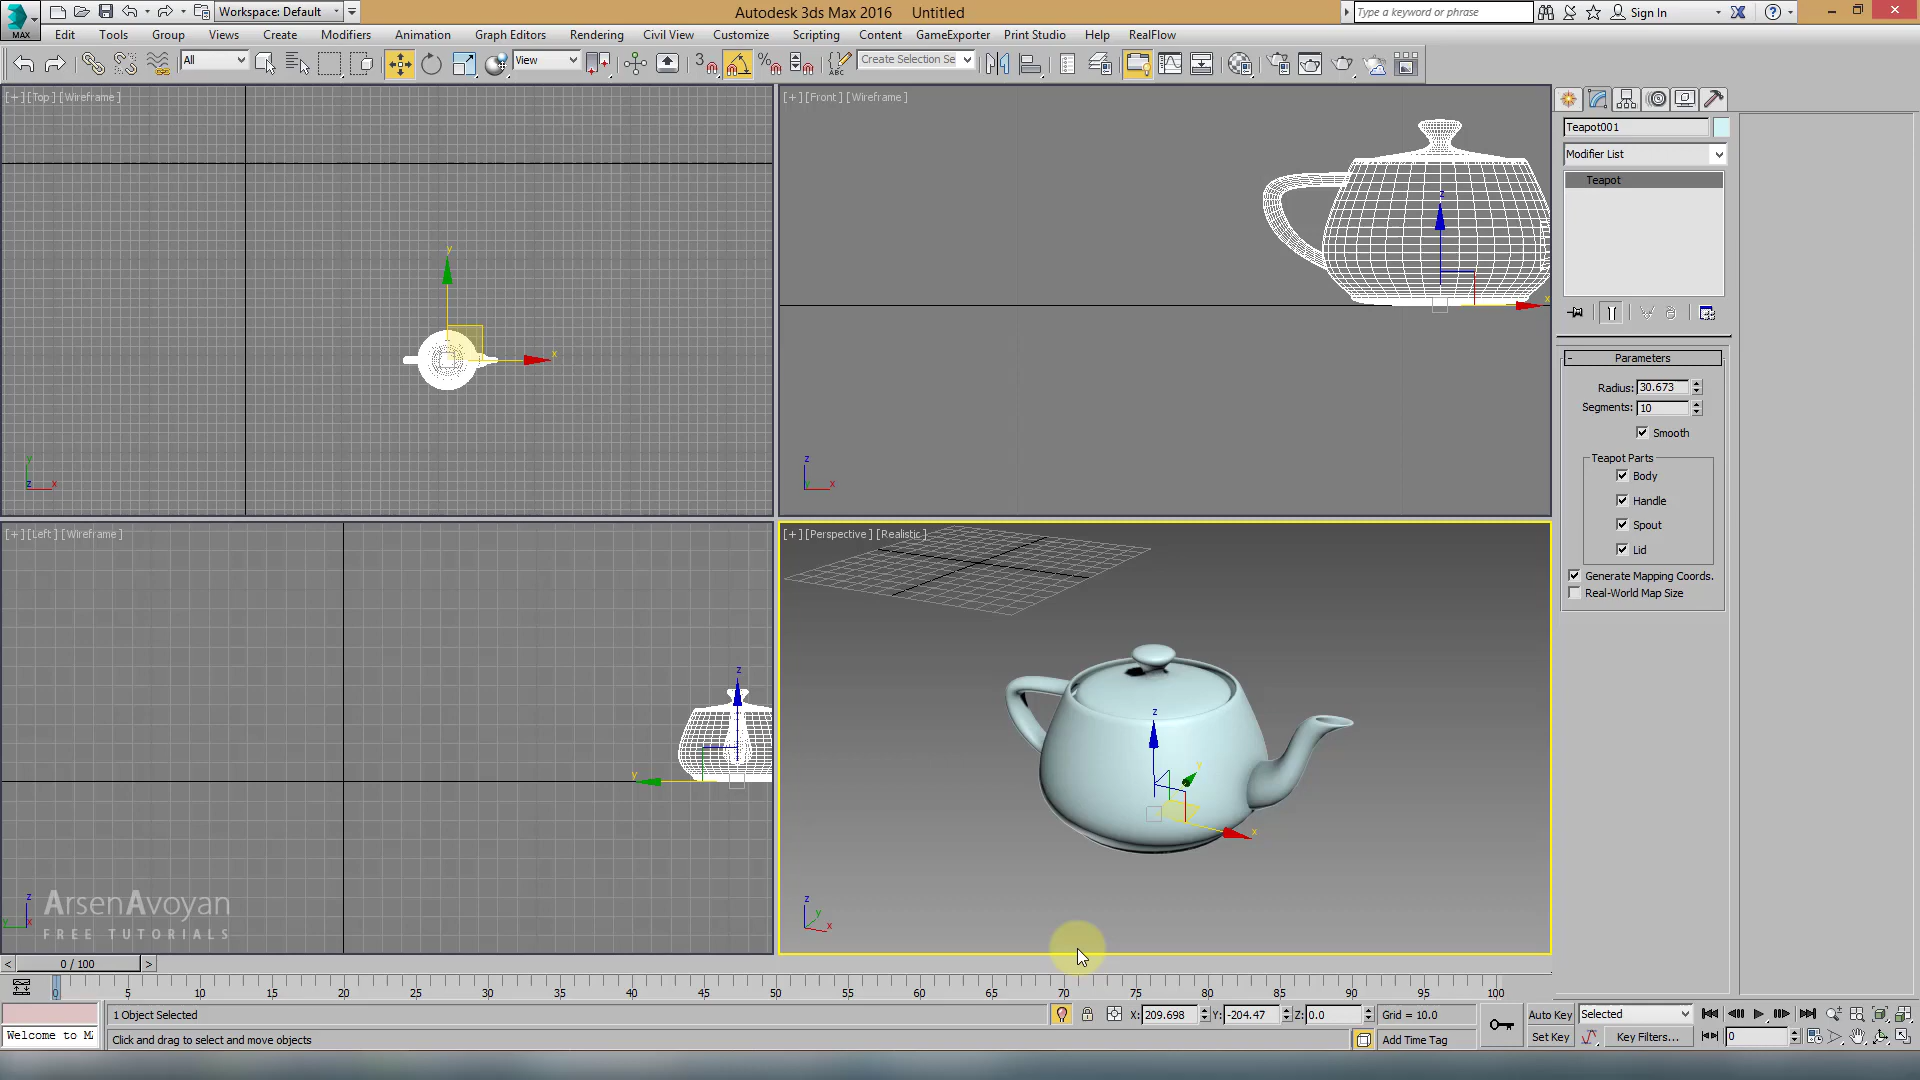 MAX
Workspace: Default
Autodesk 3ds Max 2016 Untitled
Type a keyword or phrase
Sign In
Edit Tools Group Views Create Modifiers Animation Graph Editors Rendering Civil View Customize Scripting Content GameExporter Print Studio Help RealFlow
All
View
3
%
ABC
Create Selection Se
[+] [Top] [Wireframe]
[+] [Front] [Wireframe]
y
x
y
z x
z
x
z
y x
Teapot001
Modifier List
Teapot
- Parameters
Radius: 30.673
Segments: 10
Smooth
Teapot Parts
Body
Handle
Spout
Lid
Generate Mapping Coords.
Real-World Map Size
[+] [Left] [Wireframe]
[+] [Perspective] [Realistic]
z
y
z
y x
z
y
x
z
y
x
ArsenAvoyan
FREE TUTORIALS
< 0 / 100 >
0 5 10 15 20 25 30 35 40 45 50 55 60 65 70 75 80 85 90 95 100
1 Object Selected
X: 209.698 Y: -204.47 Z: 0.0 Grid = 10.0
Auto Key Selected
Welcome to M
Click and drag to select and move objects
Add Time Tag
Set Key Key Filters... 0